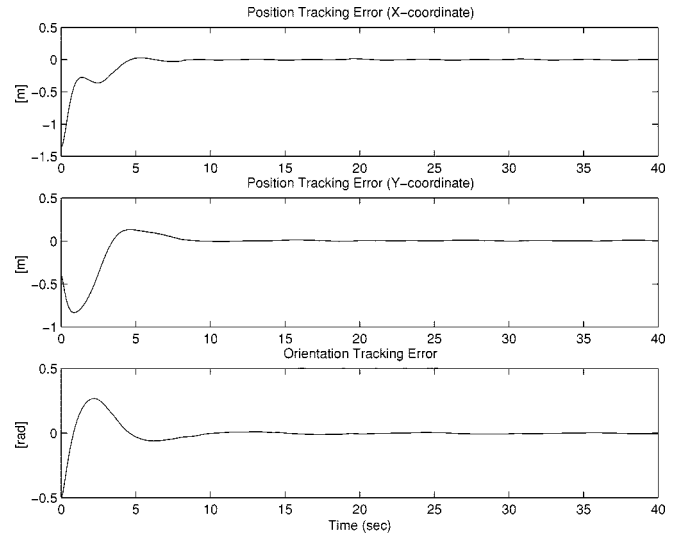 Position Tracking Error (X−coordinate)
0.5
0
−0.5
−1
−1.5
[m]
0 5 10 15 20 25 30 35 40
Position Tracking Error (Y−coordinate)
0.5
0
−0.5
−1
[m]
0 5 10 15 20 25 30 35 40
Orientation Tracking Error
0.5
0
−0.5
[rad]
0 5 10 15 20 25 30 35 40
Time (sec)